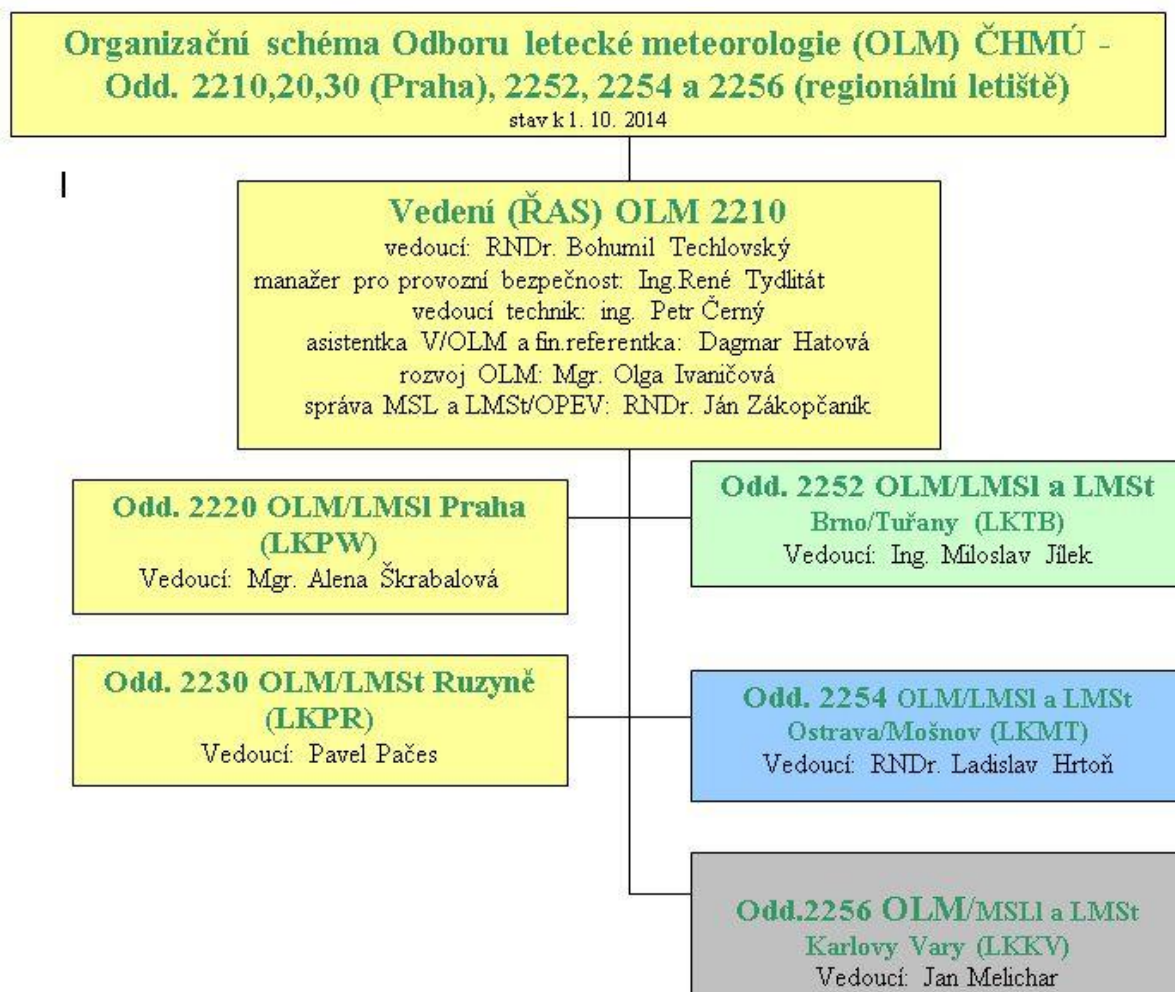 Organizační schéma Odboru letecké meteorologie (OLM) ČHMÚ -
Odd. 2210,20,30 (Praha), 2252, 2254 a 2256 (regionální letiště)
stav k 1. 10. 2014
Vedení (ŘAS) OLM 2210
vedoucí: RNDr. Bohumil Techlovský
manažer pro provozní bezpečnost: Ing.René Tydlitát
vedoucí technik: ing. Petr Černý
asistentka V/OLM a fin.referentka: Dagmar Hatová
rozvoj OLM: Mgr. Olga Ivaničová
správa MSL a LMSt/OPEV: RNDr. Ján Zákopčaník
Odd. 2220 OLM/LMSl Praha
(LKPW)
Vedoucí: Mgr. Alena Škrabalová
Odd. 2252 OLM/LMSl a LMSt
Brno/Tuřany (LKTB)
Vedoucí: Ing. Miloslav Jílek
Odd. 2230 OLM/LMSt Ruzyně
(LKPR)
Vedoucí: Pavel Pačes
Odd. 2254 OLM/LMSl a LMSt
Ostrava/Mošnov (LKMT)
Vedoucí: RNDr. Ladislav Hrtoň
Odd.2256 OLM/MSLl a LMSt
Karlovy Vary (LKKV)
Vedoucí: Jan Melichar